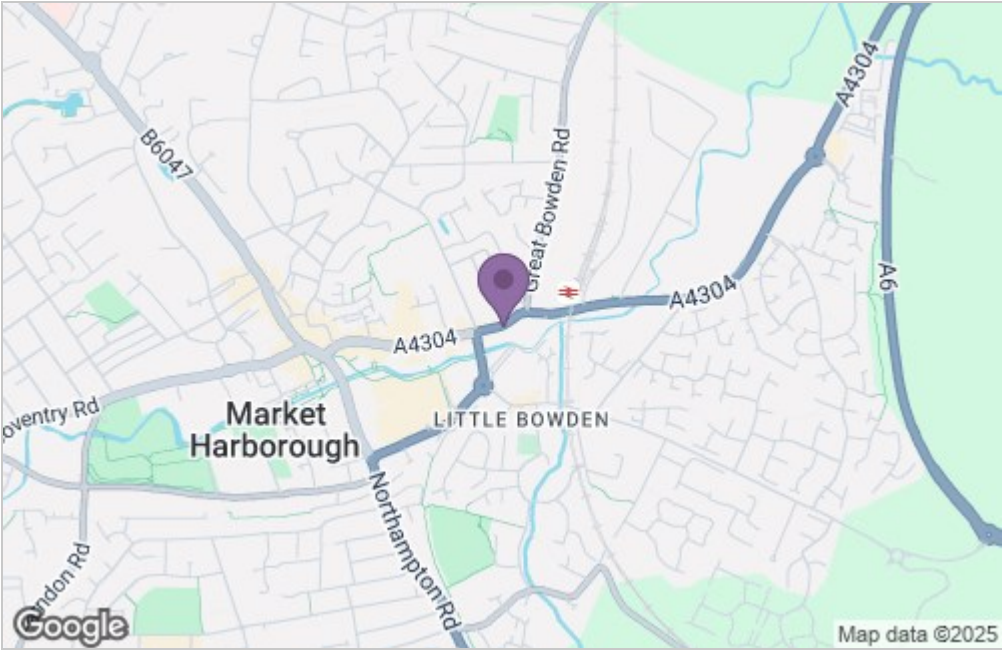 A4304
B6047
Great Bowden Rd
A6
A4304
A4304
oventry Rd
Market
Harborough
LITTLE BOWDEN
Northampton Rd
ondon Rd
Google
Map data ©2025